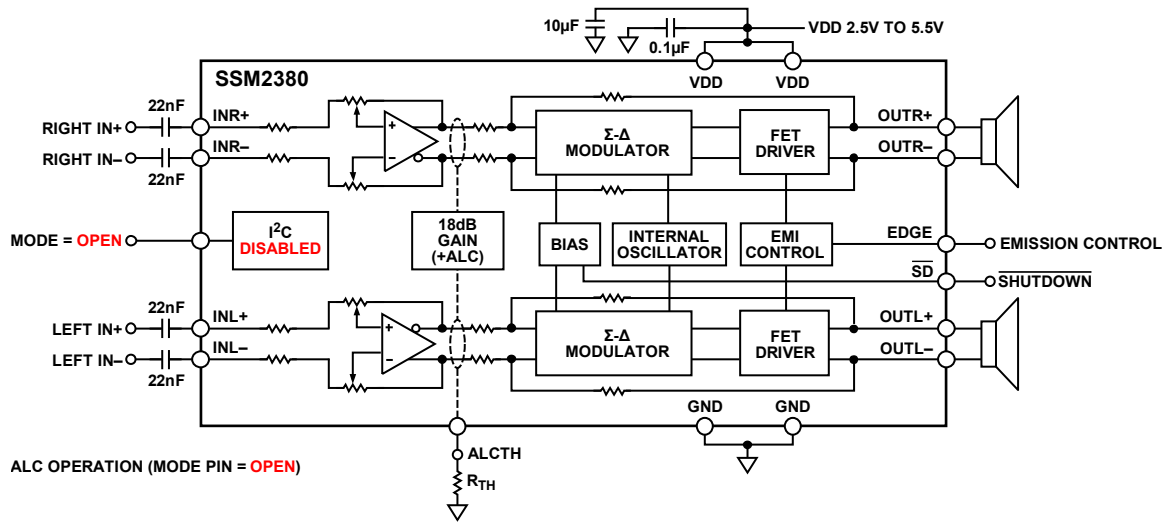 10µF
0.1µF
VDD 2.5V TO 5.5V
VDD
VDD
SSM2380
22nF
RIGHT IN+
INR+
RIGHT IN–
INR–
22nF
+
–
Σ-Δ
MODULATOR
FET
DRIVER
OUTR+
OUTR–
MODE = OPEN
I²C
DISABLED
18dB
GAIN
(+ALC)
BIAS
INTERNAL
OSCILLATOR
EMI
CONTROL
EDGE
EMISSION CONTROL
SD
SHUTDOWN
22nF
LEFT IN+
INL+
LEFT IN–
INL–
22nF
+
–
Σ-Δ
MODULATOR
FET
DRIVER
OUTL+
OUTL–
GND
GND
ALCTH
RTH
ALC OPERATION (MODE PIN = OPEN)